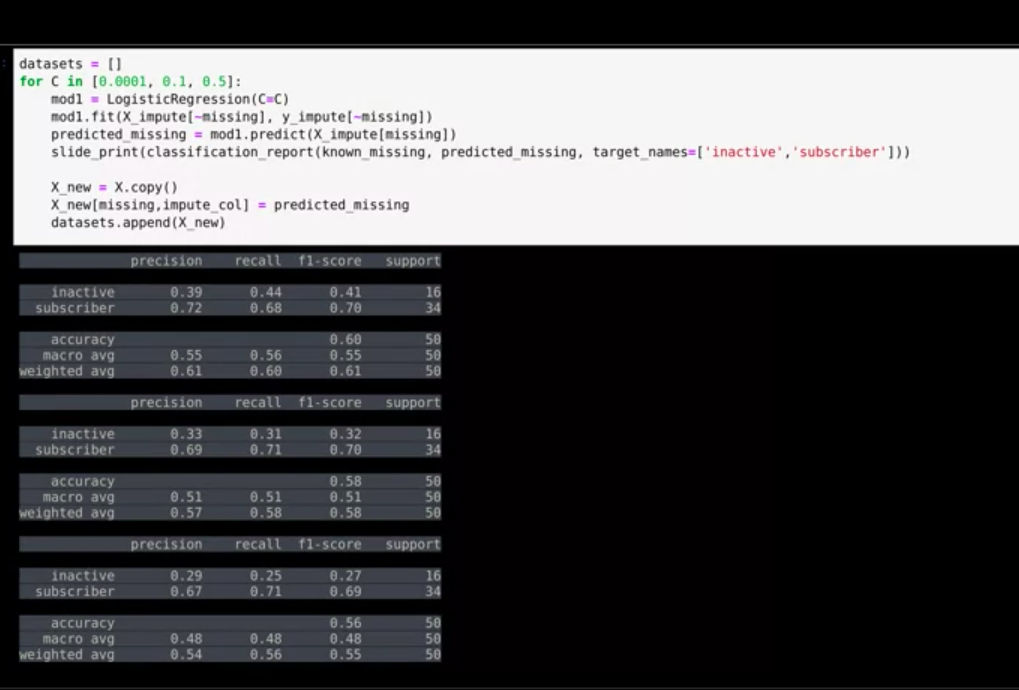 datasets = []
for C in [0.0001, 0.1, 0.5]:
    mod1 = LogisticRegression(C=C)
    mod1.fit(X_impute[~missing], y_impute[~missing])
    predicted_missing = mod1.predict(X_impute[missing])
    slide_print(classification_report(known_missing, predicted_missing, target_names=['inactive','subscriber']))
    X_new = X.copy()
    X_new[missing,impute_col] = predicted_missing
    datasets.append(X_new)
precision recall f1-score support
inactive 0.39 0.44 0.41 16
subscriber 0.72 0.68 0.70 34
accuracy 0.60 50
macro avg 0.55 0.56 0.55 50
weighted avg 0.61 0.60 0.61 50
precision recall f1-score support
inactive 0.33 0.31 0.32 16
subscriber 0.69 0.71 0.70 34
accuracy 0.58 50
macro avg 0.51 0.51 0.51 50
weighted avg 0.57 0.58 0.58 50
precision recall f1-score support
inactive 0.29 0.25 0.27 16
subscriber 0.67 0.71 0.69 34
accuracy 0.56 50
macro avg 0.48 0.48 0.48 50
weighted avg 0.54 0.56 0.55 50